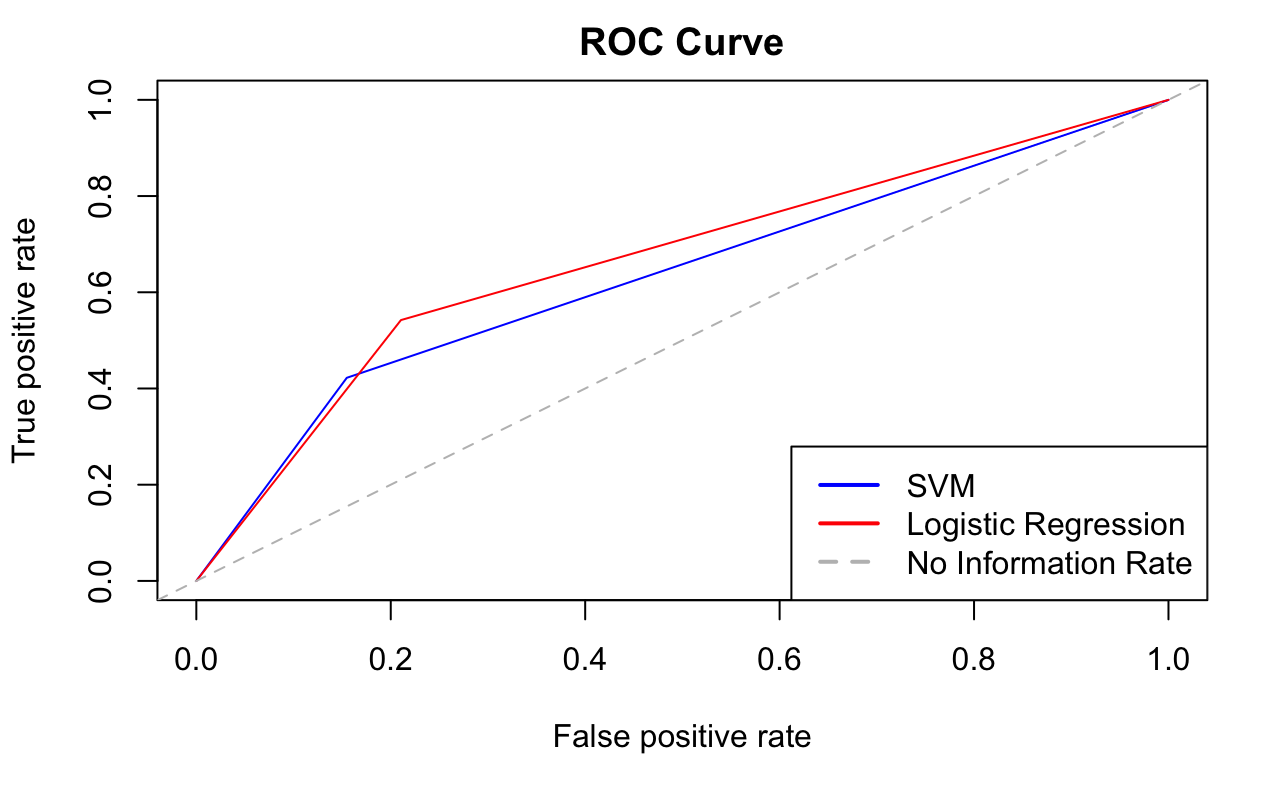 ROC Curve
True positive rate
1.0
0.8
0.6
0.4
0.2
0.0
SVM
Logistic Regression
No Information Rate
0.0 0.2 0.4 0.6 0.8 1.0
False positive rate